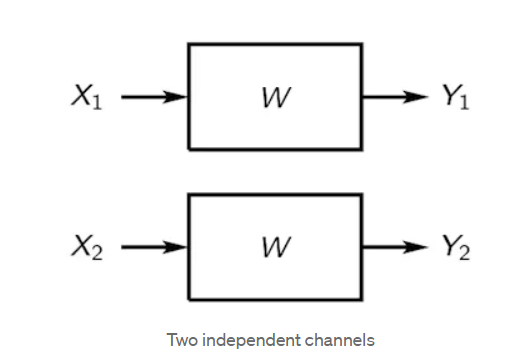 X₁ W Y₁
X₂ W Y₂
Two independent channels